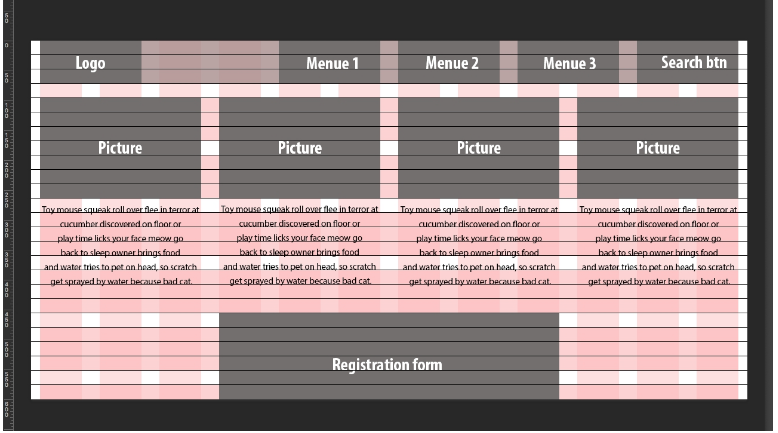 Logo
Menue 1
Menue 2
Menue 3
Search btn
Picture
Picture
Picture
Picture
Toy mouse squeak roll over flee in terror at
cucumber discovered on floor or
play time licks your face meow go
back to sleep owner brings food
and water tries to pet on head, so scratch
get sprayed by water because bad cat.
Toy mouse squeak roll over flee in terror at
cucumber discovered on floor or
play time licks your face meow go
back to sleep owner brings food
and water tries to pet on head, so scratch
get sprayed by water because bad cat.
Toy mouse squeak roll over flee in terror at
cucumber discovered on floor or
play time licks your face meow go
back to sleep owner brings food
and water tries to pet on head, so scratch
get sprayed by water because bad cat.
Toy mouse squeak roll over flee in terror at
cucumber discovered on floor or
play time licks your face meow go
back to sleep owner brings food
and water tries to pet on head, so scratch
get sprayed by water because bad cat.
Registration form